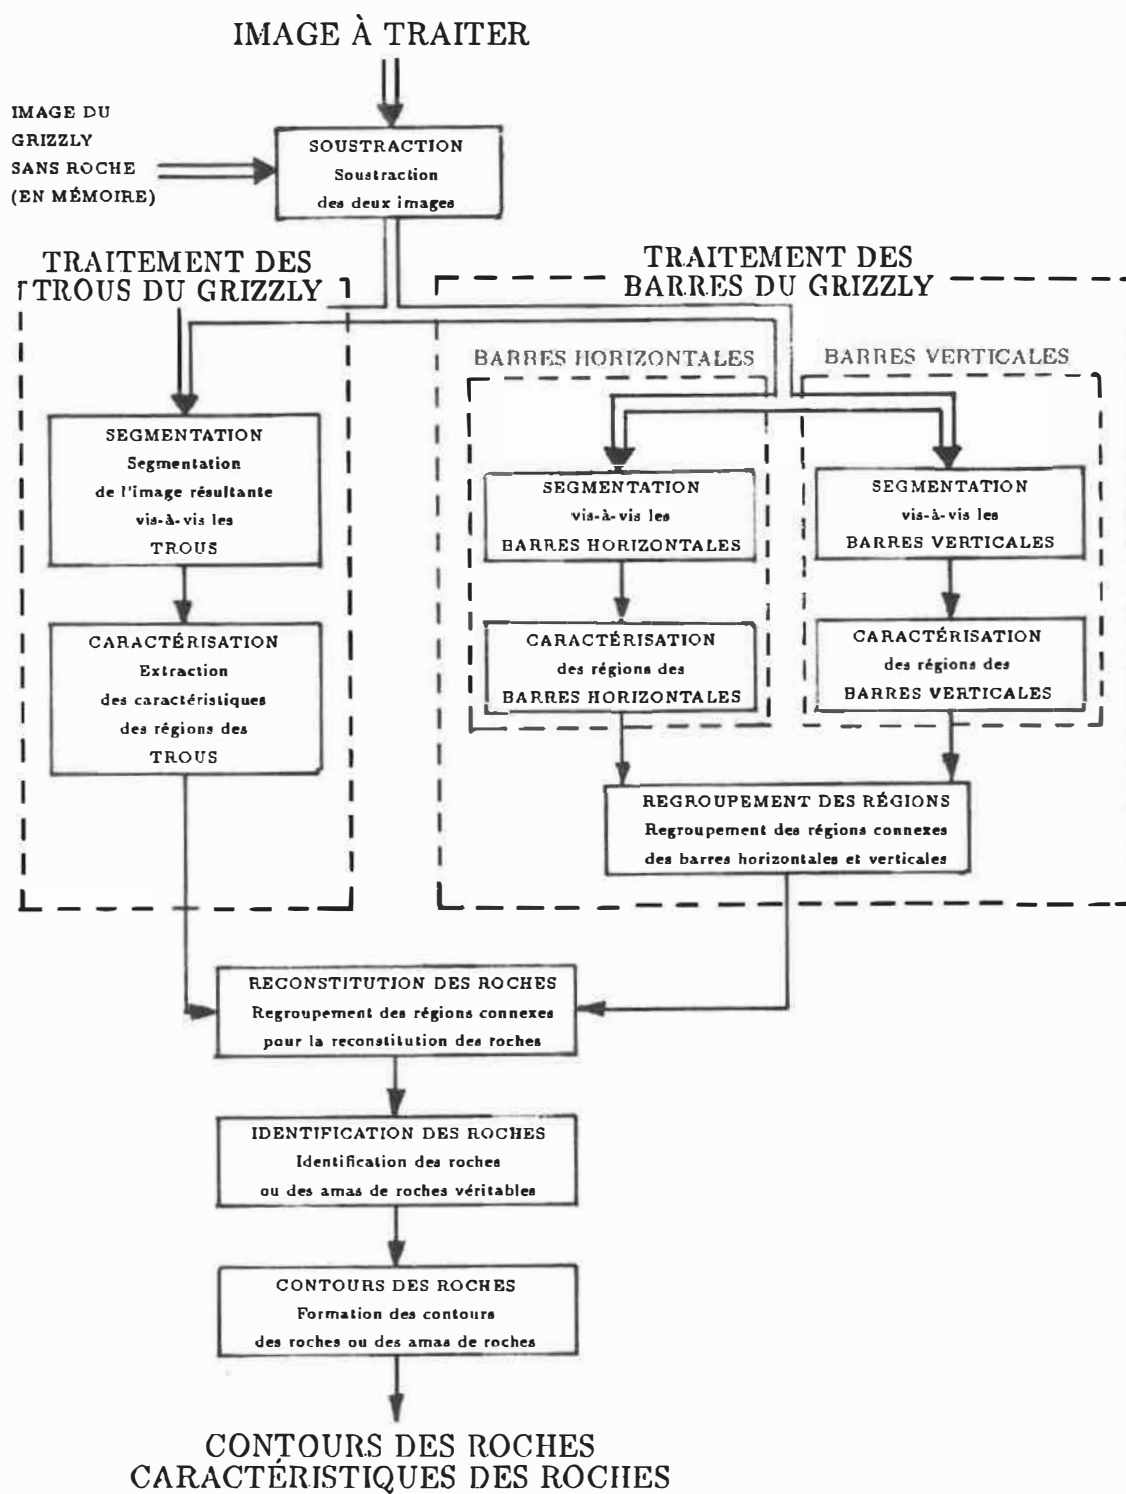 IMAGE À TRAITER
IMAGE DU
GRIZZLY
SANS ROCHE
(EN MÉMOIRE)
SOUSTRACTION
Soustraction
des deux images
TRAITEMENT DES
TROUS DU GRIZZLY
TRAITEMENT DES
BARRES DU GRIZZLY
BARRES HORIZONTALES
BARRES VERTICALES
SEGMENTATION
Segmentation
de l'image résultante
vis-à-vis les
TROUS
SEGMENTATION
vis-à-vis les
BARRES HORIZONTALES
SEGMENTATION
vis-à-vis les
BARRES VERTICALES
CARACTÉRISATION
Extraction
des caractéristiques
des régions des
TROUS
CARACTÉRISATION
des régions des
BARRES HORIZONTALES
CARACTÉRISATION
des régions des
BARRES VERTICALES
REGROUPEMENT DES RÉGIONS
Regroupement des régions connexes
des barres horizontales et verticales
RECONSTITUTION DES ROCHES
Regroupement des régions connexes
pour la reconstitution des roches
IDENTIFICATION DES ROCHES
Identification des roches
ou des amas de roches véritables
CONTOURS DES ROCHES
Formation des contours
des roches ou des amas de roches
CONTOURS DES ROCHES
CARACTÉRISTIQUES DES ROCHES